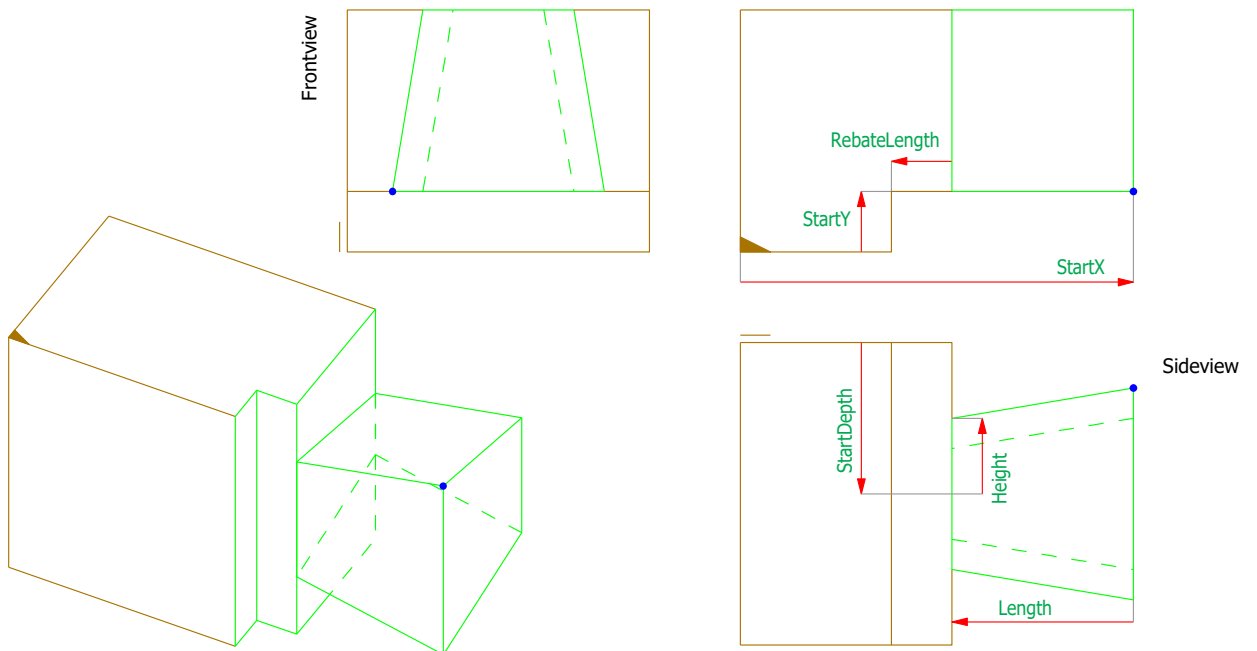 Frontview
RebateLength
StartY
StartX
Sideview
StartDepth
Height
Length